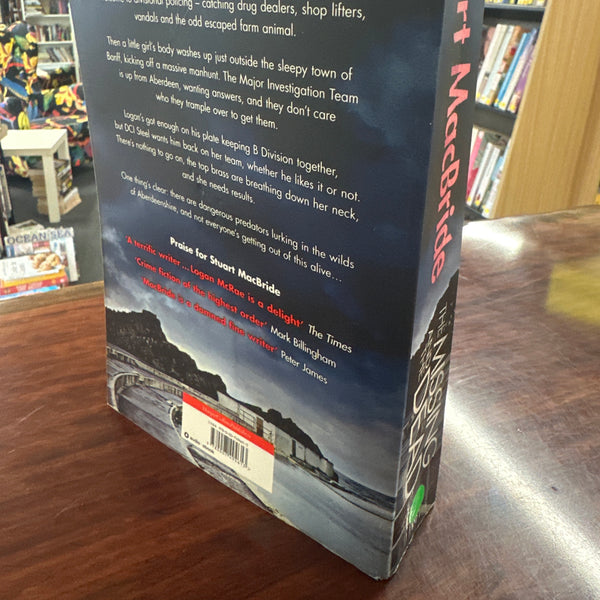 to divisional policing – catching drug dealers, shop lifters,
vandals and the odd escaped farm animal.
Then a little girl's body washes up just outside the sleepy town of
Banff, kicking off a massive manhunt. The Major Investigation Team
is up from Aberdeen, wanting answers, and they don't care
who they trample over to get them.
Logan's got enough on his plate keeping B Division together,
but DCI Steel wants him back on her team, whether he likes it or not.
There's nothing to go on, the top brass are breathing down her neck,
and she needs results.
One thing's clear: there are dangerous predators lurking in the wilds
of Aberdeenshire, and not everyone's getting out of this alive...
Praise for Stuart MacBride
'A terrific writer ... Logan McRae is a delight' The Times
'Crime fiction of the highest order' Mark Billingham
'MacBride is a damned fine writer' Peter James
audio ebook
rt MacBride
THE MISSING
AND THE DEAD
OCEAN SEA